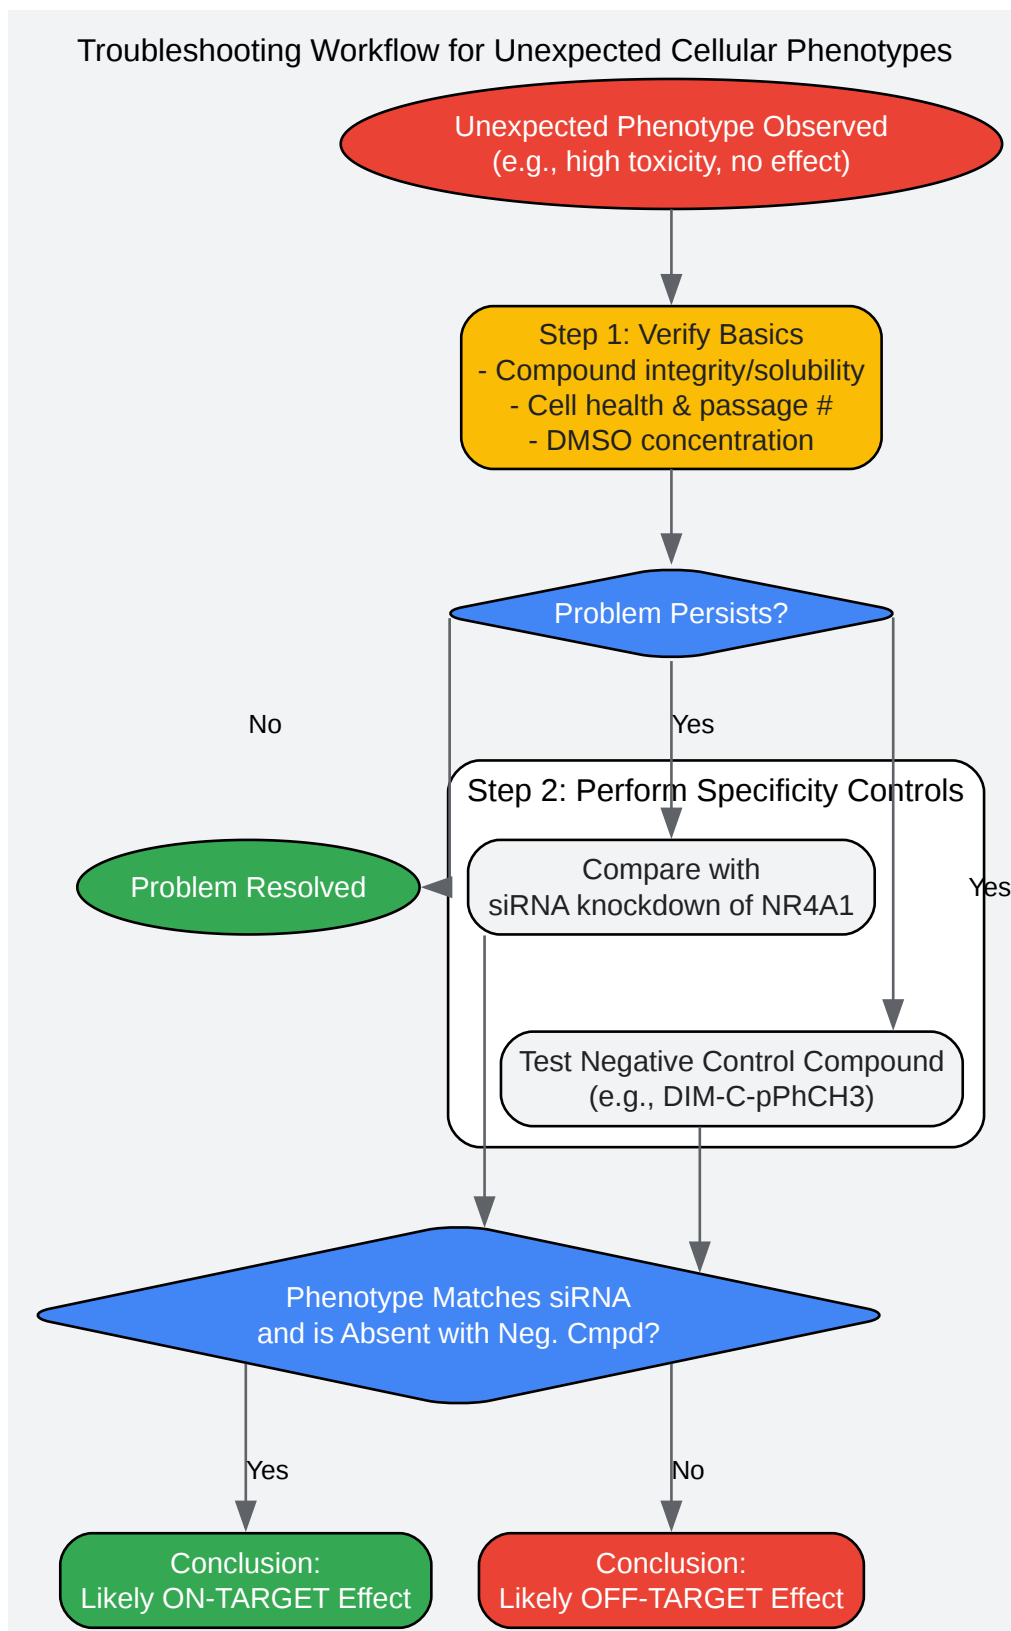 Troubleshooting Workflow for Unexpected Cellular Phenotypes
Unexpected Phenotype Observed
(e.g., high toxicity, no effect)
Step 1: Verify Basics
- Compound integrity/solubility
- Cell health & passage #
- DMSO concentration
Problem Persists?
No
Yes
Step 2: Perform Specificity Controls
Problem Resolved
Compare with
siRNA knockdown of NR4A1
Yes
Test Negative Control Compound
(e.g., DIM-C-pPhCH3)
Phenotype Matches siRNA
and is Absent with Neg. Cmpd?
Yes
No
Conclusion:
Likely ON-TARGET Effect
Conclusion:
Likely OFF-TARGET Effect